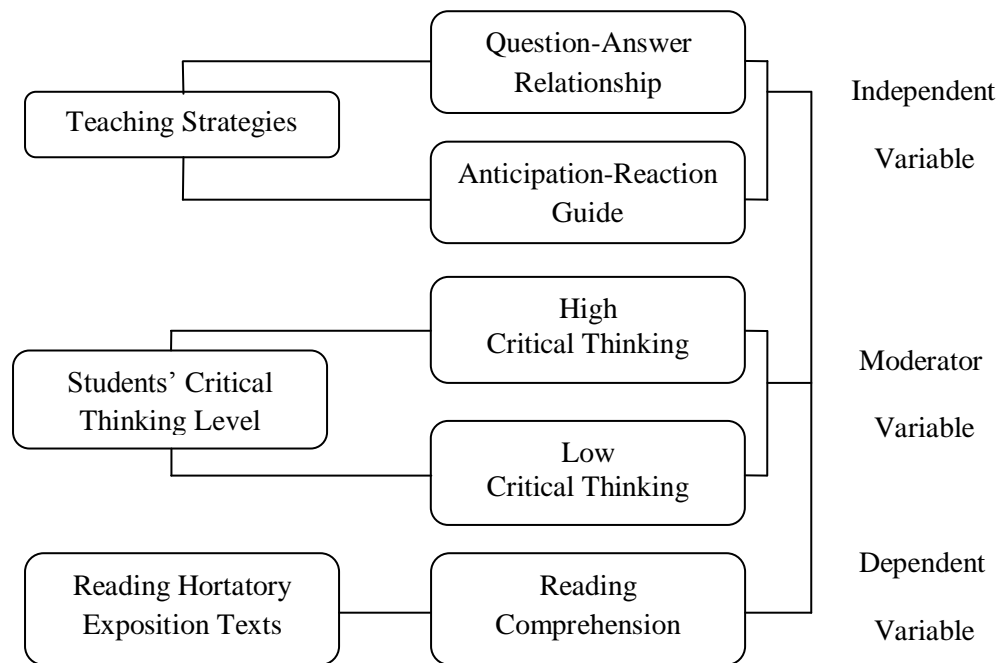 Question-Answer
Relationship
Teaching Strategies
Anticipation-Reaction
Guide
Independent
Variable
High
Critical Thinking
Students’ Critical
Thinking Level
Low
Critical Thinking
Moderator
Variable
Reading Hortatory
Exposition Texts
Reading
Comprehension
Dependent
Variable